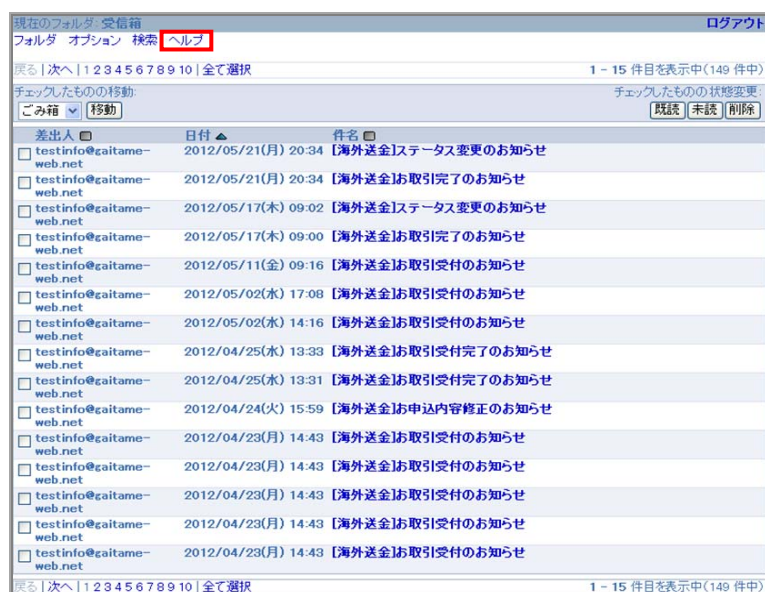 現在のフォルダ: 受信箱 ログアウト
フォルダ オプション 検索 ヘルプ
戻る | 次へ | 1 2 3 4 5 6 7 8 9 10 | 全て選択 1 - 15 件目を表示中(149 件中)
チェックしたものの移動: チェックしたものの状態変更:
ごみ箱 移動 既読 未読 削除
差出人 日付 件名
testinfo@gaitame- 2012/05/21(月) 20:34 [海外送金]ステータス変更のお知らせ
web.net
testinfo@gaitame- 2012/05/21(月) 20:34 [海外送金]お取引完了のお知らせ
web.net
testinfo@gaitame- 2012/05/17(木) 09:02 [海外送金]ステータス変更のお知らせ
web.net
testinfo@gaitame- 2012/05/17(木) 09:00 [海外送金]お取引完了のお知らせ
web.net
testinfo@gaitame- 2012/05/11(金) 09:16 [海外送金]お取引受付のお知らせ
web.net
testinfo@gaitame- 2012/05/02(水) 17:08 [海外送金]お取引受付のお知らせ
web.net
testinfo@gaitame- 2012/05/02(水) 14:16 [海外送金]お取引受付のお知らせ
web.net
testinfo@gaitame- 2012/04/25(水) 13:33 [海外送金]お取引受付完了のお知らせ
web.net
testinfo@gaitame- 2012/04/25(水) 13:31 [海外送金]お取引受付完了のお知らせ
web.net
testinfo@gaitame- 2012/04/24(火) 15:59 [海外送金]お申込内容修正のお知らせ
web.net
testinfo@gaitame- 2012/04/23(月) 14:43 [海外送金]お取引受付のお知らせ
web.net
testinfo@gaitame- 2012/04/23(月) 14:43 [海外送金]お取引受付のお知らせ
web.net
testinfo@gaitame- 2012/04/23(月) 14:43 [海外送金]お取引受付のお知らせ
web.net
testinfo@gaitame- 2012/04/23(月) 14:43 [海外送金]お取引受付のお知らせ
web.net
testinfo@gaitame- 2012/04/23(月) 14:43 [海外送金]お取引受付のお知らせ
web.net
戻る | 次へ | 1 2 3 4 5 6 7 8 9 10 | 全て選択 1 - 15 件目を表示中(149 件中)